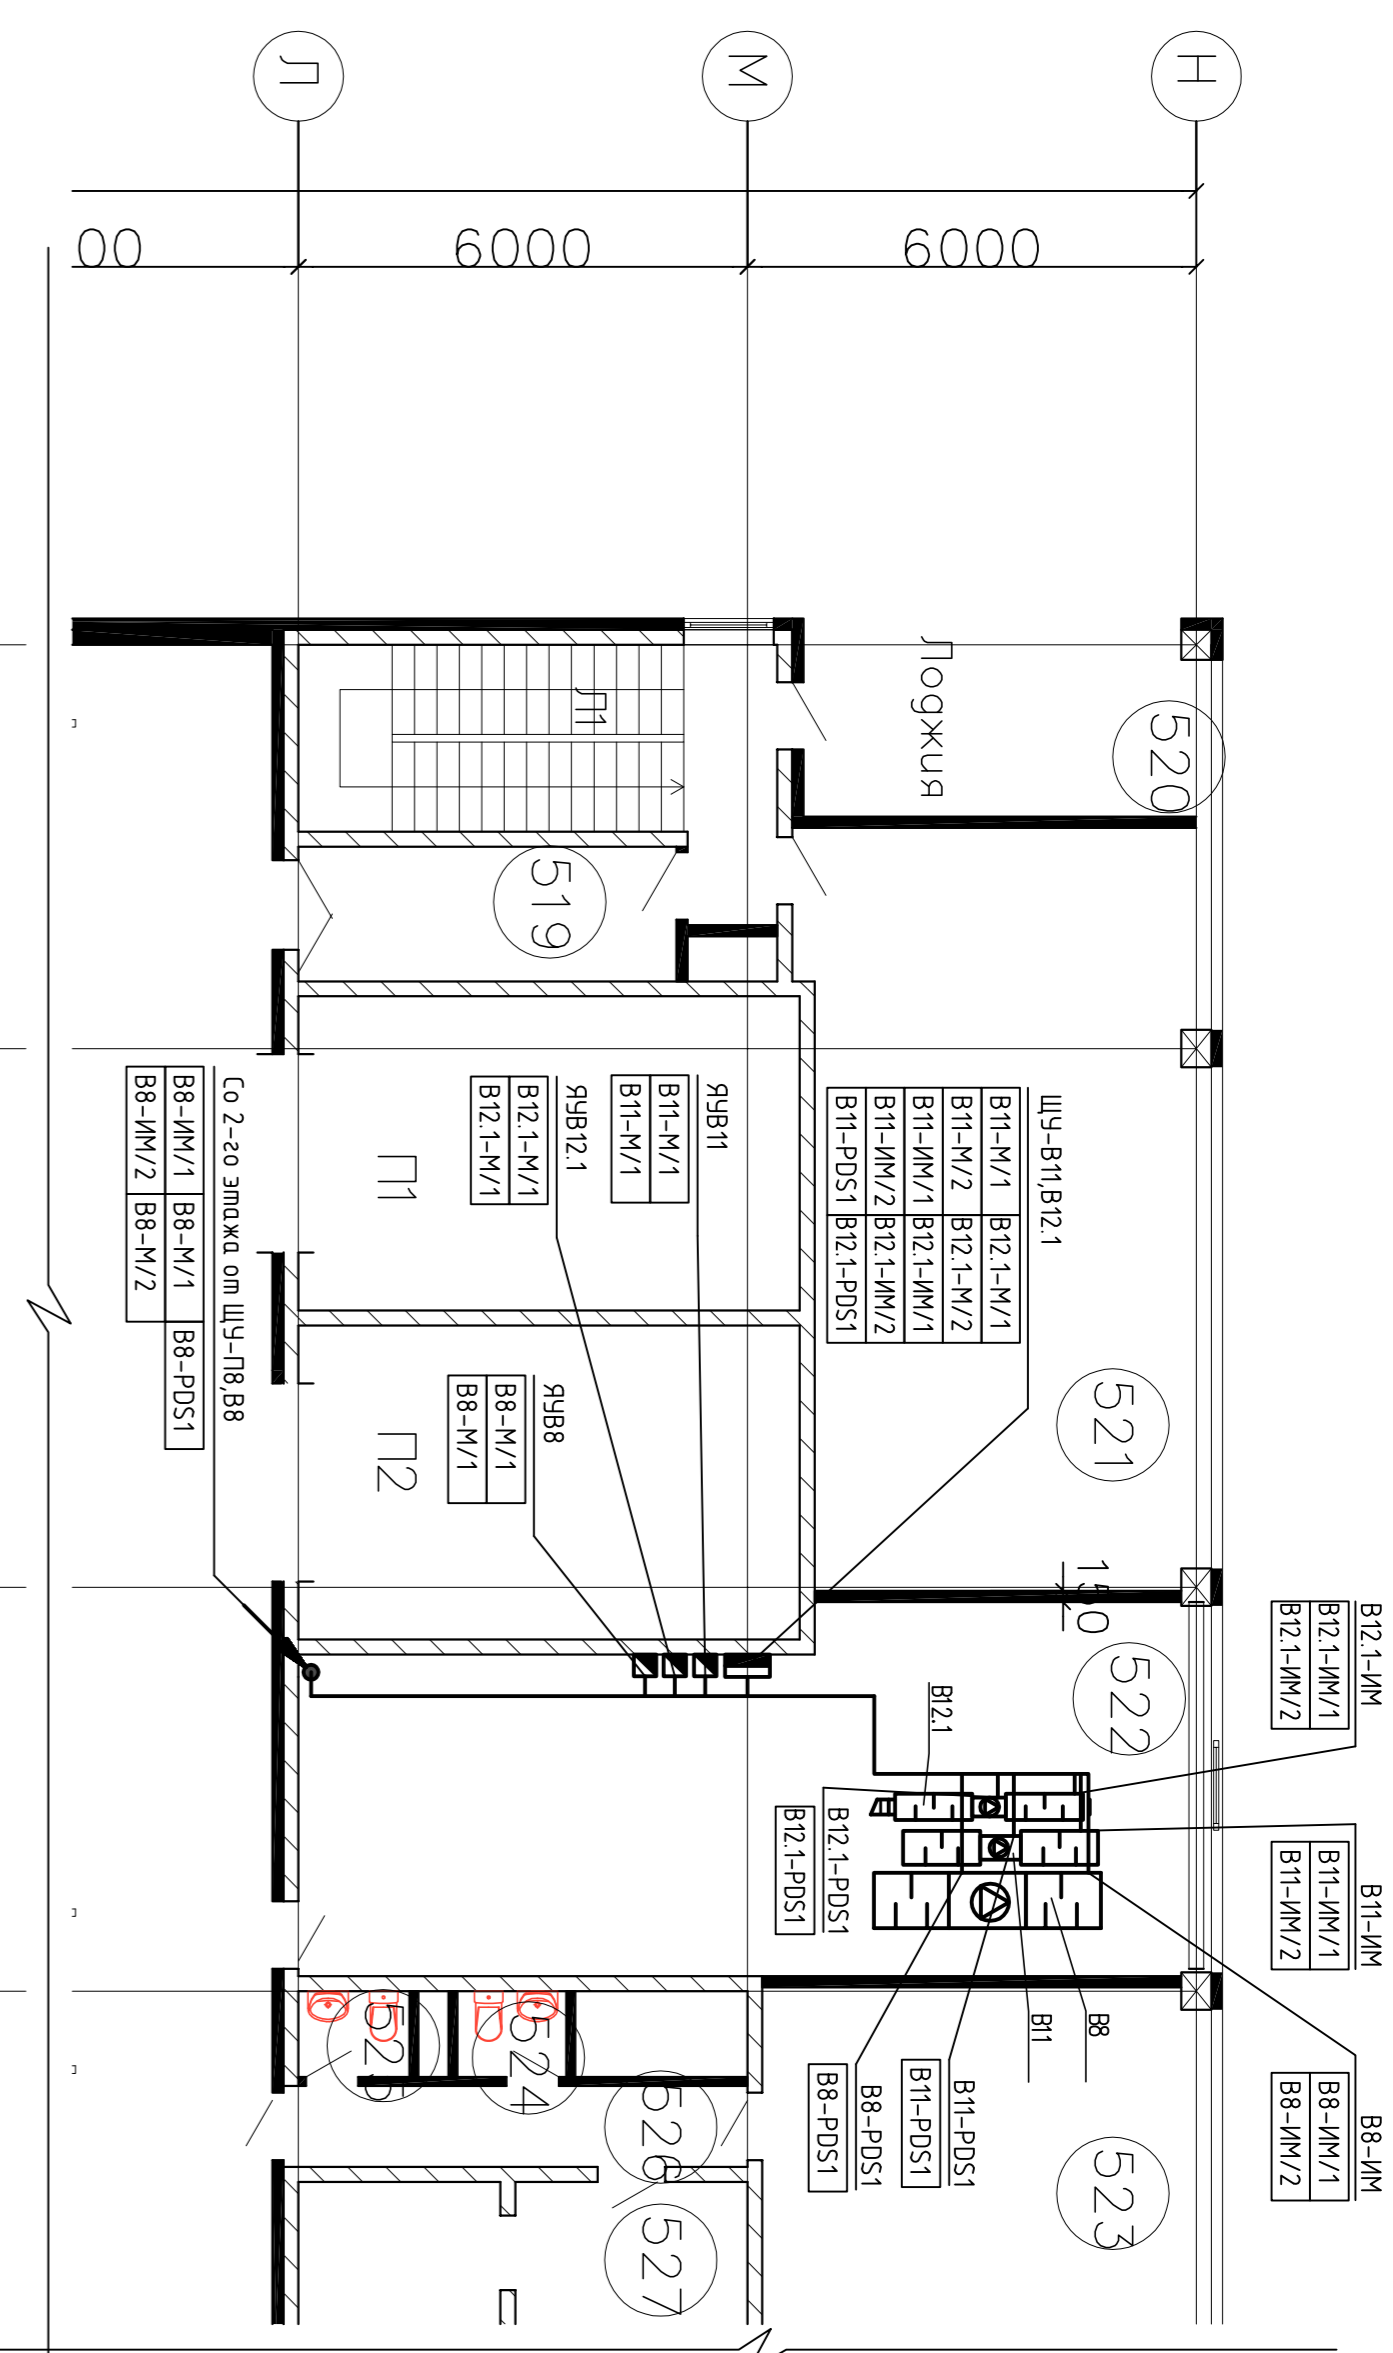 Л
М
Н
00
6000
6000
Лоджия
520
Л1
519
Со 2-го этажа от ЩУ-П8,В8
В8-ИМ/1 В8-М/1 В8-PDS1
В8-ИМ/2 В8-М/2
П1
П2
ЯУВ12.1
В12.1-М/1
В12.1-М/1
ЯУВ11
В11-М/1
В11-М/1
ЯУВ8
В8-М/1
В8-М/1
ЩУ-В11,В12.1
В11-М/1 В12.1-М/1
В11-М/2 В12.1-М/2
В11-ИМ/1 В12.1-ИМ/1
В11-ИМ/2 В12.1-ИМ/2
В11-PDS1 В12.1-PDS1
521
150
522
В12.1-ИМ
В12.1-ИМ/1
В12.1-ИМ/2
В11-ИМ
В11-ИМ/1
В11-ИМ/2
В8-ИМ
В8-ИМ/1
В8-ИМ/2
В12.1
В12.1-PDS1
В12.1-PDS1
В8
В11
В11-PDS1
В11-PDS1
В8-PDS1
В8-PDS1
523
525
524
526
527